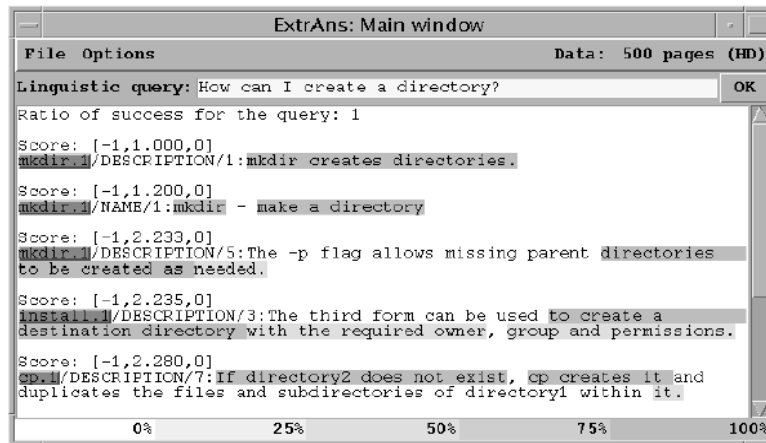 ExtrAns: Main window
File Options Data: 500 pages (HD)
Linguistic query: How can I create a directory? OK
Ratio of success for the query: 1
Score: [-1,1.000,0]
mkdir.1/DESCRIPTION/1:mkdir creates directories.
Score: [-1,1.200,0]
mkdir.1/NAME/1:mkdir - make a directory
Score: [-1,2.233,0]
mkdir.1/DESCRIPTION/5:The -p flag allows missing parent directories
to be created as needed.
Score: [-1,2.235,0]
install.1/DESCRIPTION/3:The third form can be used to create a
destination directory with the required owner, group and permissions.
Score: [-1,2.280,0]
cp.1/DESCRIPTION/7:If directory2 does not exist, cp creates it and
duplicates the files and subdirectories of directory1 within it.
0% 25% 50% 75% 100%